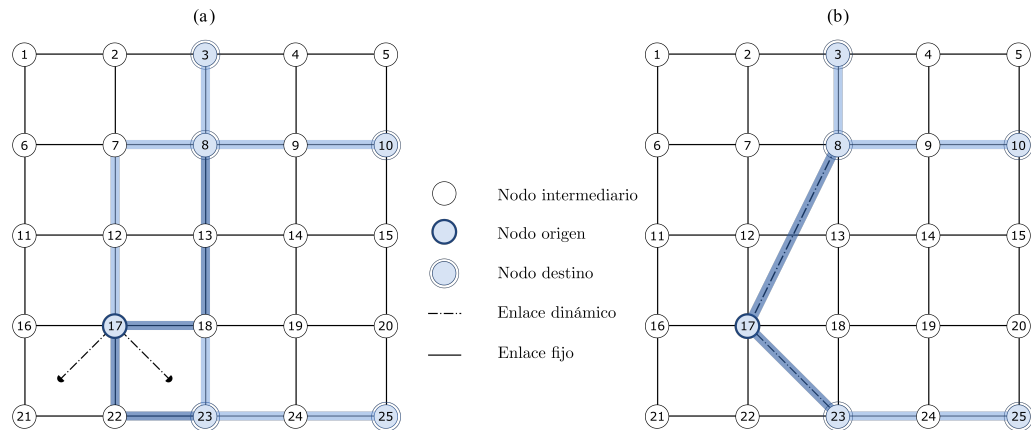 (a)
(b)
1 2 3 4 5
6 7 8 9 10
11 12 13 14 15
16 17 18 19 20
21 22 23 24 25
Nodo intermediario
Nodo origen
Nodo destino
Enlace dinámico
Enlace fijo
1 2 3 4 5
6 7 8 9 10
11 12 13 14 15
16 17 18 19 20
21 22 23 24 25